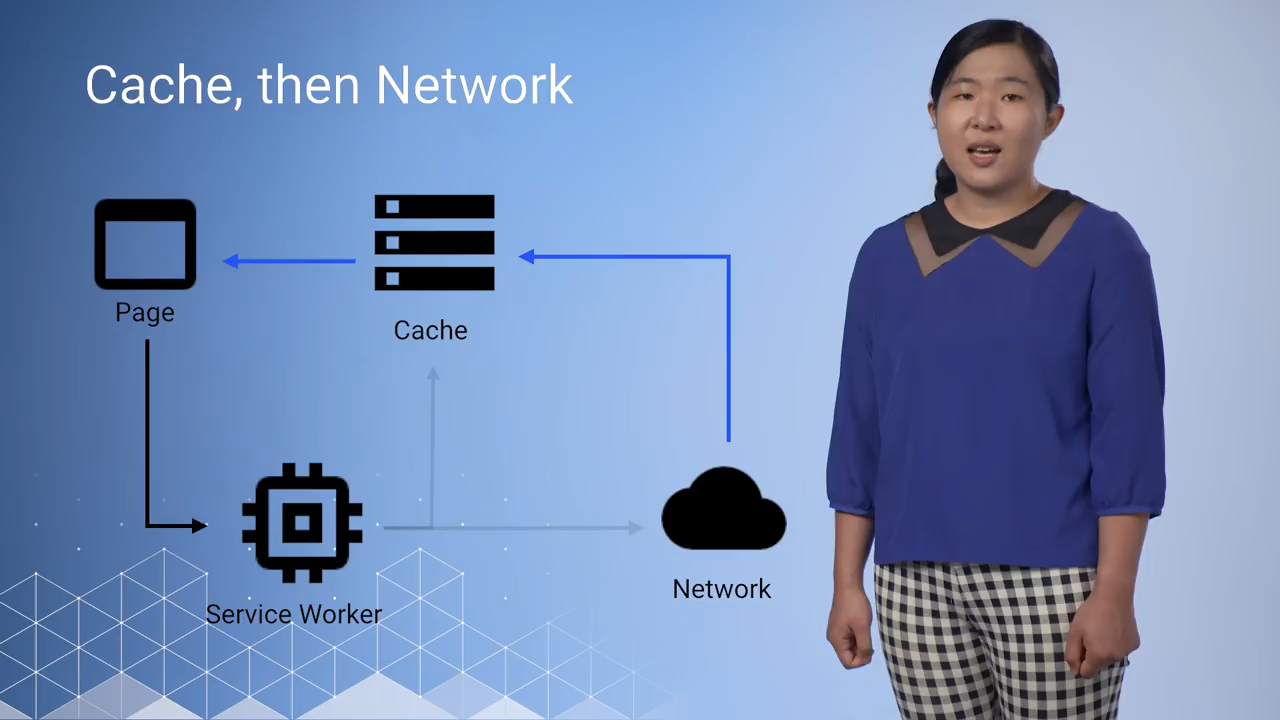 Cache, then Network
Page
Cache
Service Worker
Network